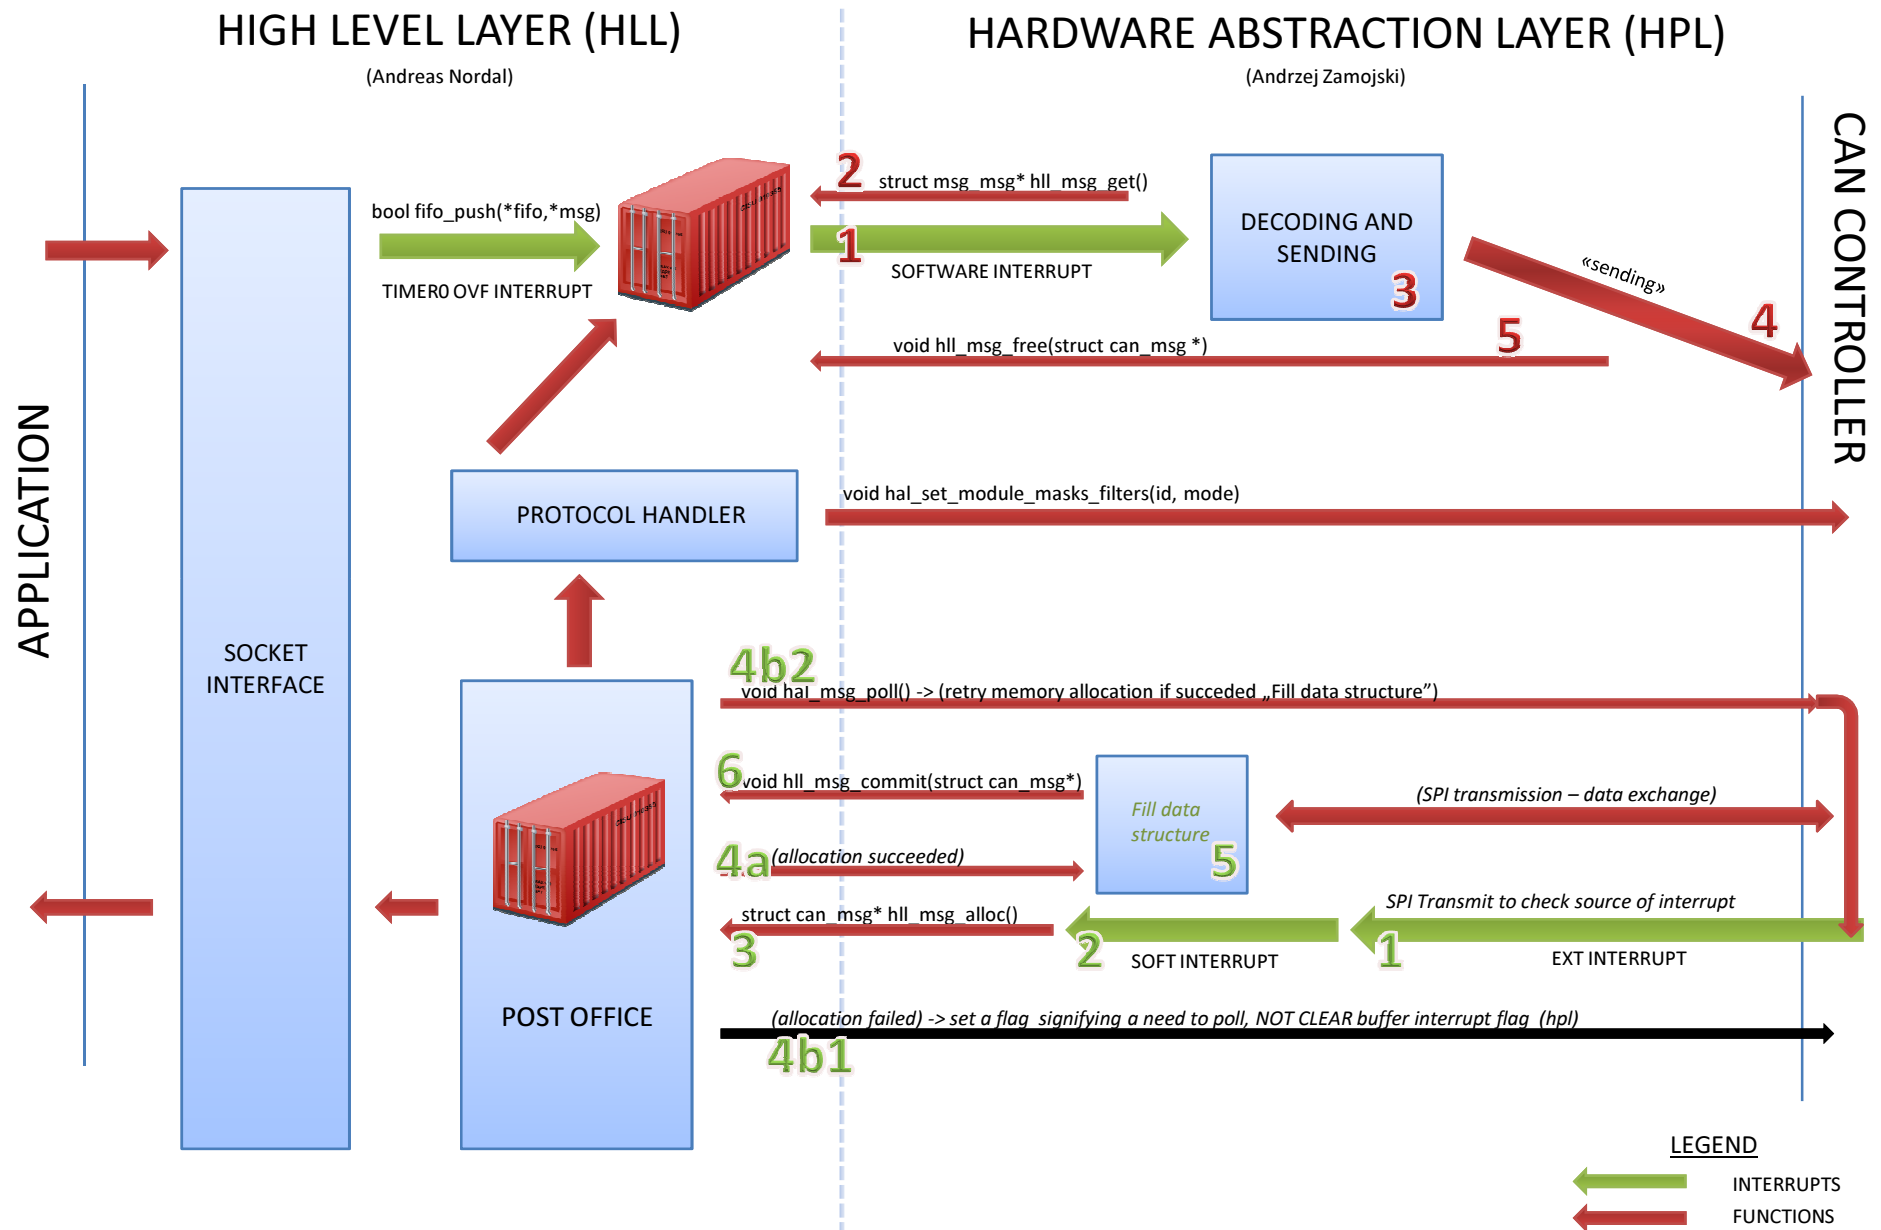 HIGH LEVEL LAYER (HLL)
(Andreas Nordal)
HARDWARE ABSTRACTION LAYER (HPL)
(Andrzej Zamojski)
APPLICATION
CAN CONTROLLER
SOCKET
INTERFACE
bool fifo_push(*fifo,*msg)
TIMER0 OVF INTERRUPT
2
struct msg_msg* hll_msg_get()
1
SOFTWARE INTERRUPT
DECODING AND
SENDING
3
«sending»
4
5
void hll_msg_free(struct can_msg *)
PROTOCOL HANDLER
void hal_set_module_masks_filters(id, mode)
4b2
void hal_msg_poll() -> (retry memory allocation if succeded „Fill data structure”)
6
void hll_msg_commit(struct can_msg*)
Fill data
structure
5
(SPI transmission – data exchange)
4a
(allocation succeeded)
struct can_msg* hll_msg_alloc()
3
2
SOFT INTERRUPT
SPI Transmit to check source of interrupt
1
EXT INTERRUPT
POST OFFICE
(allocation failed) -> set a flag signifying a need to poll, NOT CLEAR buffer interrupt flag (hpl)
4b1
LEGEND
INTERRUPTS
FUNCTIONS